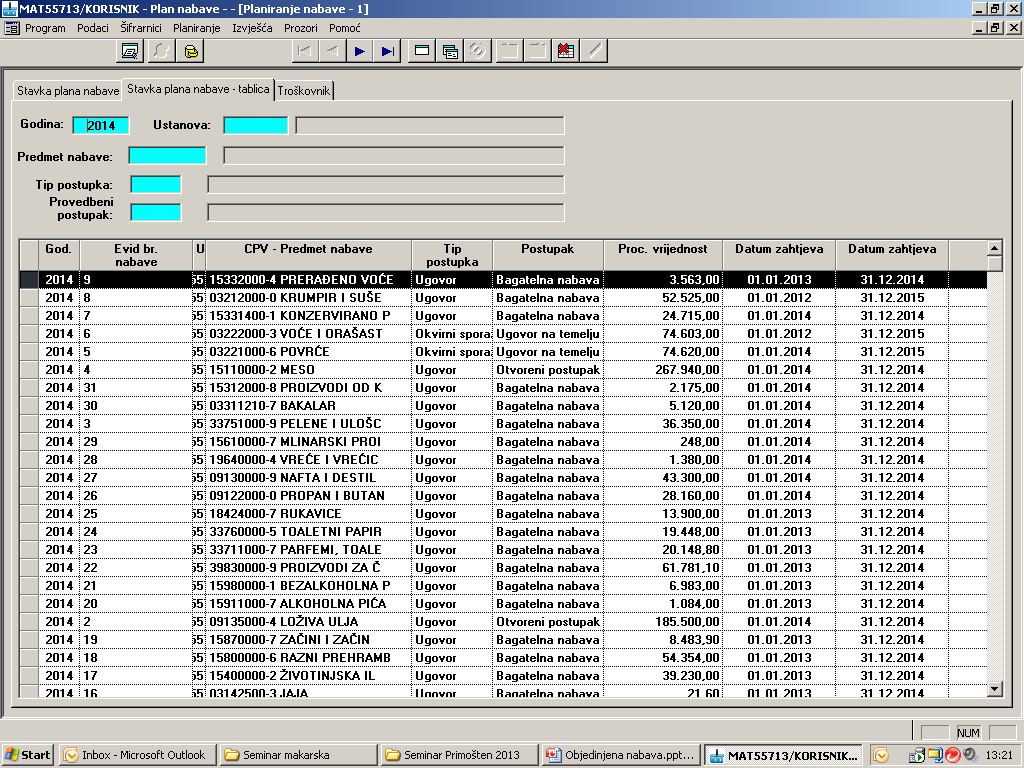 MAT55713/KORISNIK - Plan nabave - - [Planiranje nabave - 1]
Program Podaci Šifrarnici Planiranje Izvješća Prozori Pomoć
Stavka plana nabave Stavka plana nabave - tablica Troškovnik
Godina: 2014 Ustanova:
Predmet nabave:
Tip postupka:
Provedbeni
postupak:
God. Evid br. nabave U CPV - Predmet nabave Tip postupka Postupak Proc. vrijednost Datum zahtjeva Datum zahtjeva
2014 9 55 15332000-4 PRERAĐENO VOĆE Ugovor Bagatelna nabava 3.563,00 01.01.2013 31.12.2014
2014 8 55 03212000-0 KRUMPIR I SUŠE Ugovor Bagatelna nabava 52.525,00 01.01.2012 31.12.2015
2014 7 55 15331400-1 KONZERVIRANO P Ugovor Bagatelna nabava 24.715,00 01.01.2014 31.12.2014
2014 6 55 03222000-3 VOĆE I ORAŠAST Okvirni spora Ugovor na temelju 74.603,00 01.01.2012 31.12.2015
2014 5 55 03221000-6 POVRĆE Okvirni spora Ugovor na temelju 74.620,00 01.01.2014 31.12.2015
2014 4 55 15110000-2 MESO Ugovor Otvoreni postupak 267.940,00 01.01.2014 31.12.2014
2014 31 55 15312000-8 PROIZVODI OD K Ugovor Bagatelna nabava 2.175,00 01.01.2014 31.12.2014
2014 30 55 03311210-7 BAKALAR Ugovor Bagatelna nabava 5.120,00 01.01.2014 31.12.2014
2014 3 55 33751000-9 PELENE I ULOŠC Ugovor Bagatelna nabava 36.350,00 01.01.2014 31.12.2014
2014 29 55 15610000-7 MLINARSKI PROI Ugovor Bagatelna nabava 248,00 01.01.2014 31.12.2014
2014 28 55 19640000-4 VREĆE I VREĆIC Ugovor Bagatelna nabava 1.380,00 01.01.2014 31.12.2014
2014 27 55 09130000-9 NAFTA I DESTIL Ugovor Bagatelna nabava 43.300,00 01.01.2014 31.12.2014
2014 26 55 09122000-0 PROPAN I BUTAN Ugovor Bagatelna nabava 28.160,00 01.01.2014 31.12.2014
2014 25 55 18424000-7 RUKAVICE Ugovor Bagatelna nabava 13.900,00 01.01.2014 31.12.2014
2014 24 55 33760000-5 TOALETNI PAPIR Ugovor Bagatelna nabava 19.448,00 01.01.2014 31.12.2014
2014 23 55 33711000-7 PARFEMI, TOALE Ugovor Bagatelna nabava 20.148,80 01.01.2013 31.12.2014
2014 22 55 39830000-9 PROIZVODI ZA Č Ugovor Bagatelna nabava 61.781,10 01.01.2013 31.12.2014
2014 21 55 15980000-1 BEZALKOHOLNA P Ugovor Bagatelna nabava 6.983,00 01.01.2013 31.12.2014
2014 20 55 15911000-7 ALKOHOLNA PIĆA Ugovor Bagatelna nabava 1.084,00 01.01.2013 31.12.2014
2014 2 55 09135000-4 LOŽIVA ULJA Ugovor Otvoreni postupak 185.500,00 01.01.2014 31.12.2014
2014 19 55 15870000-7 ZAČINI I ZAČIN Ugovor Bagatelna nabava 8.483,90 01.01.2013 31.12.2014
2014 18 55 15800000-6 RAZNI PREHRAMB Ugovor Bagatelna nabava 54.354,00 01.01.2013 31.12.2014
2014 17 55 15400000-2 ŽIVOTINJSKA IL Ugovor Bagatelna nabava 39.230,00 01.01.2013 31.12.2014
2014 16 55 03142500-3 JAJA Ugovor Bagatelna nabava 21,60 01.01.2013 31.12.2014
NUM
Start Inbox - Microsoft Outlook Seminar makarska Seminar Primošten 2013 Objedinjena nabava.ppt... MAT55713/KORISNIK... 13:21